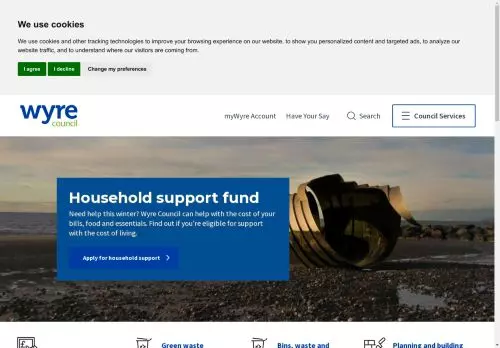 We use cookies
We use cookies and other tracking technologies to improve your browsing experience on our website, to show you personalized content and targeted ads, to analyze our
website traffic, and to understand where our visitors are coming from.
I agree
I decline
Change my preferences
wyre
council
myWyre Account
Have Your Say
Search
Council Services
Household support fund
Need help this winter? Wyre Council can help with the cost of your
bills, food and essentials. Find out if you're eligible for support
with the cost of living.
Apply for household support
Green waste
Bins, waste and
Planning and building